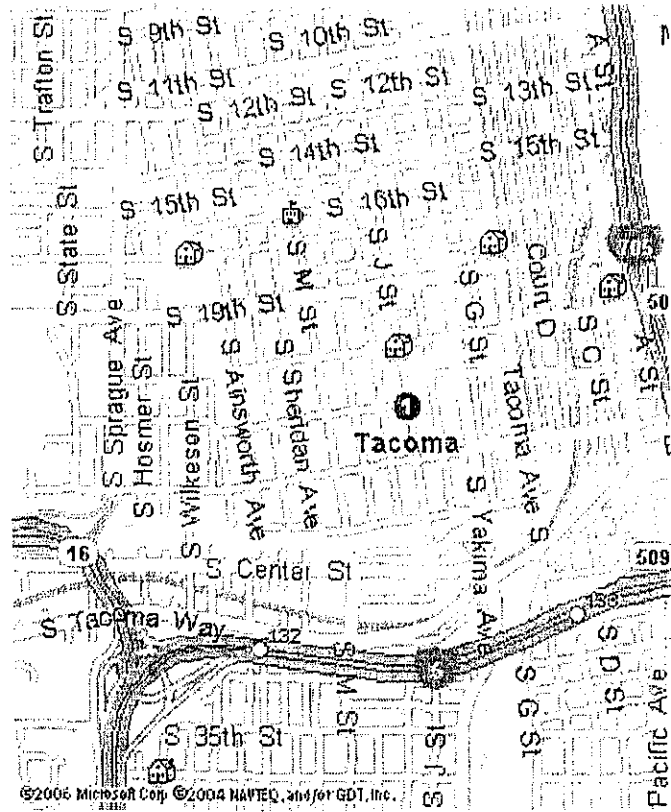 S Trafton St
S 9th St
S 10th St
A St
S 11th St
S 12th St
S 12th St
S 13th St
S 14th St
S 15th St
S State St
S 15th St
S 16th St
S M St
S J St
S G St
Court D
S 19th St
S C St
A St
50
S Sprague Ave
S Hosmer St
S Wilkeson St
S Ainsworth Ave
S Sheridan Ave
Tacoma
Tacoma Ave S
S Yakima Ave
16
S Center St
509
S Tacoma Way
132
133
S M St
S G St
S D St
Pacific Ave
S 35th St
S J St
©2006 Microsoft Corp ©2004 NAVTEQ, and/or GDT, Inc.